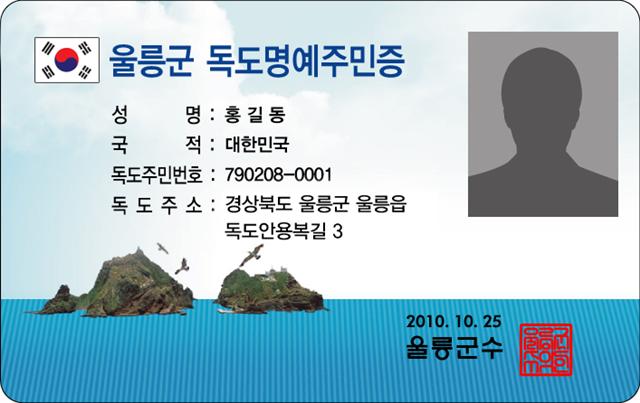 울릉군 독도명예주민증
성 명 : 홍 길 동
국 적 : 대한민국
독도주민번호 : 790208-0001
독 도 주 소 : 경상북도 울릉군 울릉읍
독도안용복길 3
2010. 10. 25
울릉군수